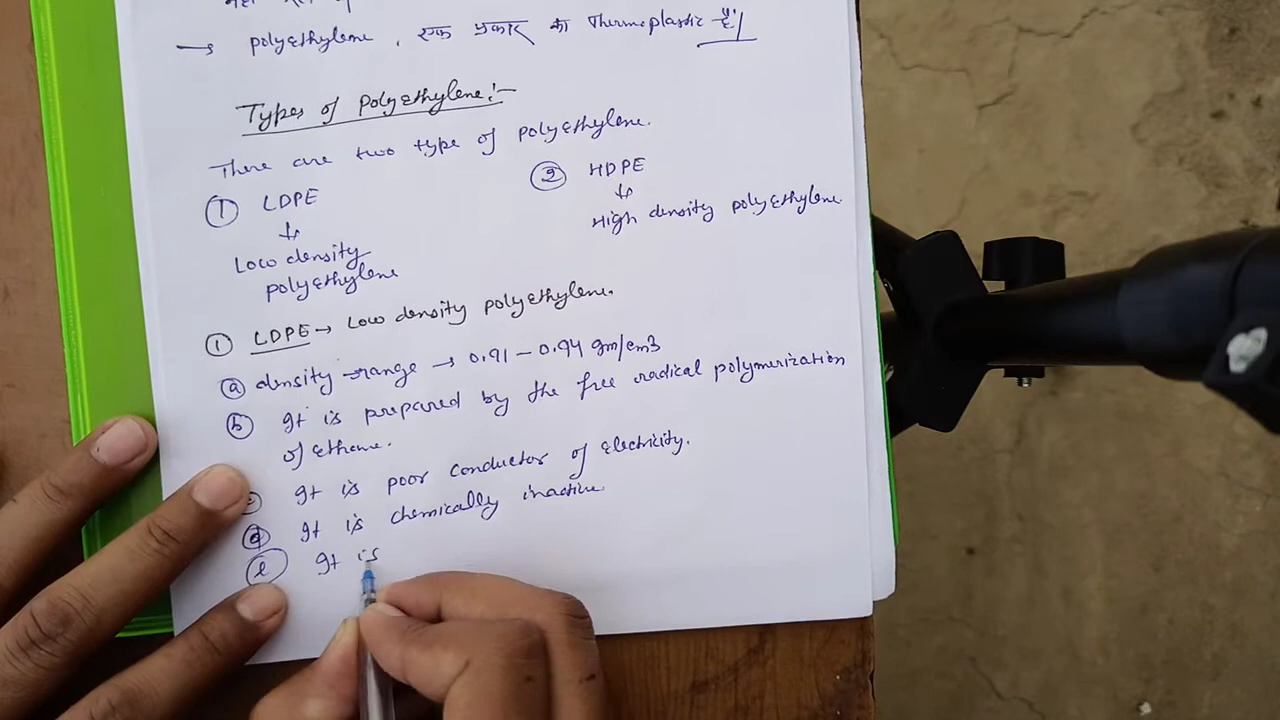 → polyethylene, एक प्रकार का Thermoplastic है।
Types of polyethylene:-
There are two type of polyethylene.
① LDPE
↓
Low density
polyethylene
② HDPE
↓
High density polyethylene.
① LDPE → Low density polyethylene.
ⓐ density range → 0.91 – 0.94 gm/cm3
ⓑ It is prepared by the free radical polymerization
of ethene.
ⓒ It is poor conductor of electricity.
ⓓ It is chemically inactive.
ⓔ It is